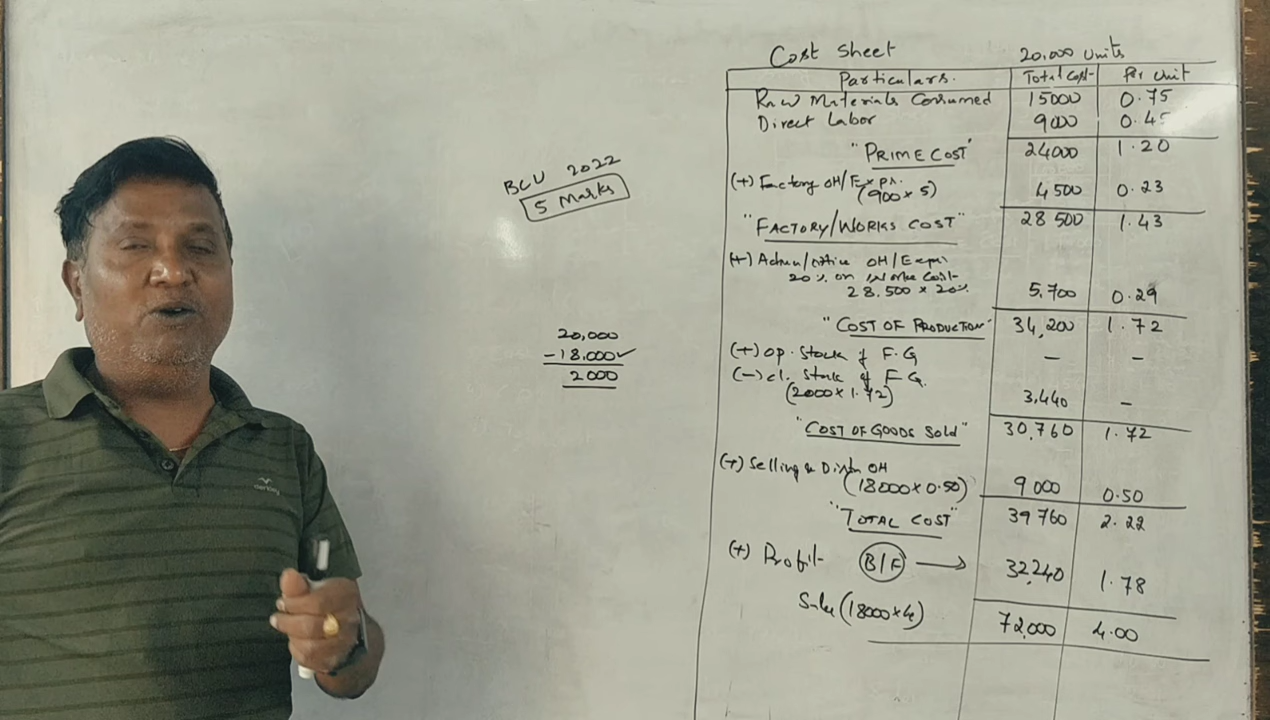 Cost Sheet 20,000 Units
Particulars. Total Cost Per Unit
Raw Materials Consumed 15000 0.75
Direct Labor 9000 0.45
"PRIME COST" 24000 1.20
(+) Factory OH/Exp.
(900 x 5) 4500 0.23
"FACTORY/WORKS COST" 28500 1.43
(+) Admn/office OH/Expn
20% on Works Cost
28.500 x 20% 5,700 0.29
"COST OF PRODUCTION" 34,200 1.72
(+) Op. Stock of F.G — —
(-) Cl. Stock of F G.
(2000 x 1.72) 3,440 —
"COST OF GOODS Sold" 30,760 1.72
(+) Selling & Distn OH
(18000 x 0.50) 9000 0.50
"TOTAL COST" 39760 2.22
(+) Profit B/F → 32,240 1.78
Sales (18000 x 4) 72,000 4.00
BCU 2022
5 Marks
20,000
- 18,000 ✓
2000